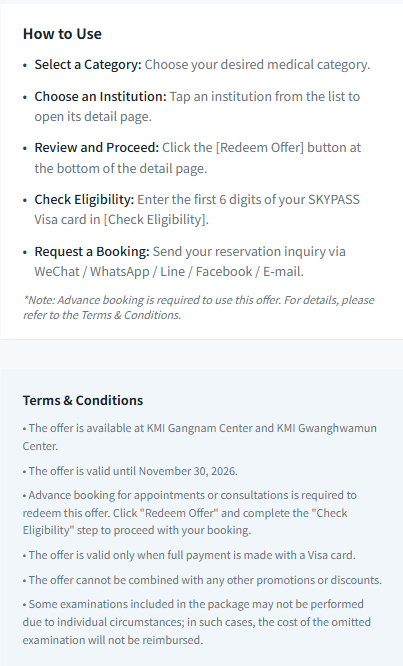 How to Use
• Select a Category: Choose your desired medical category.
• Choose an Institution: Tap an institution from the list to
open its detail page.
• Review and Proceed: Click the [Redeem Offer] button at
the bottom of the detail page.
• Check Eligibility: Enter the first 6 digits of your SKYPASS
Visa card in [Check Eligibility].
• Request a Booking: Send your reservation inquiry via
WeChat / WhatsApp / Line / Facebook / E-mail.
*Note: Advance booking is required to use this offer. For details, please
refer to the Terms & Conditions.
Terms & Conditions
• The offer is available at KMI Gangnam Center and KMI Gwanghwamun
Center.
• The offer is valid until November 30, 2026.
• Advance booking for appointments or consultations is required to
redeem this offer. Click "Redeem Offer" and complete the "Check
Eligibility" step to proceed with your booking.
• The offer is valid only when full payment is made with a Visa card.
• The offer cannot be combined with any other promotions or discounts.
• Some examinations included in the package may not be performed
due to individual circumstances; in such cases, the cost of the omitted
examination will not be reimbursed.